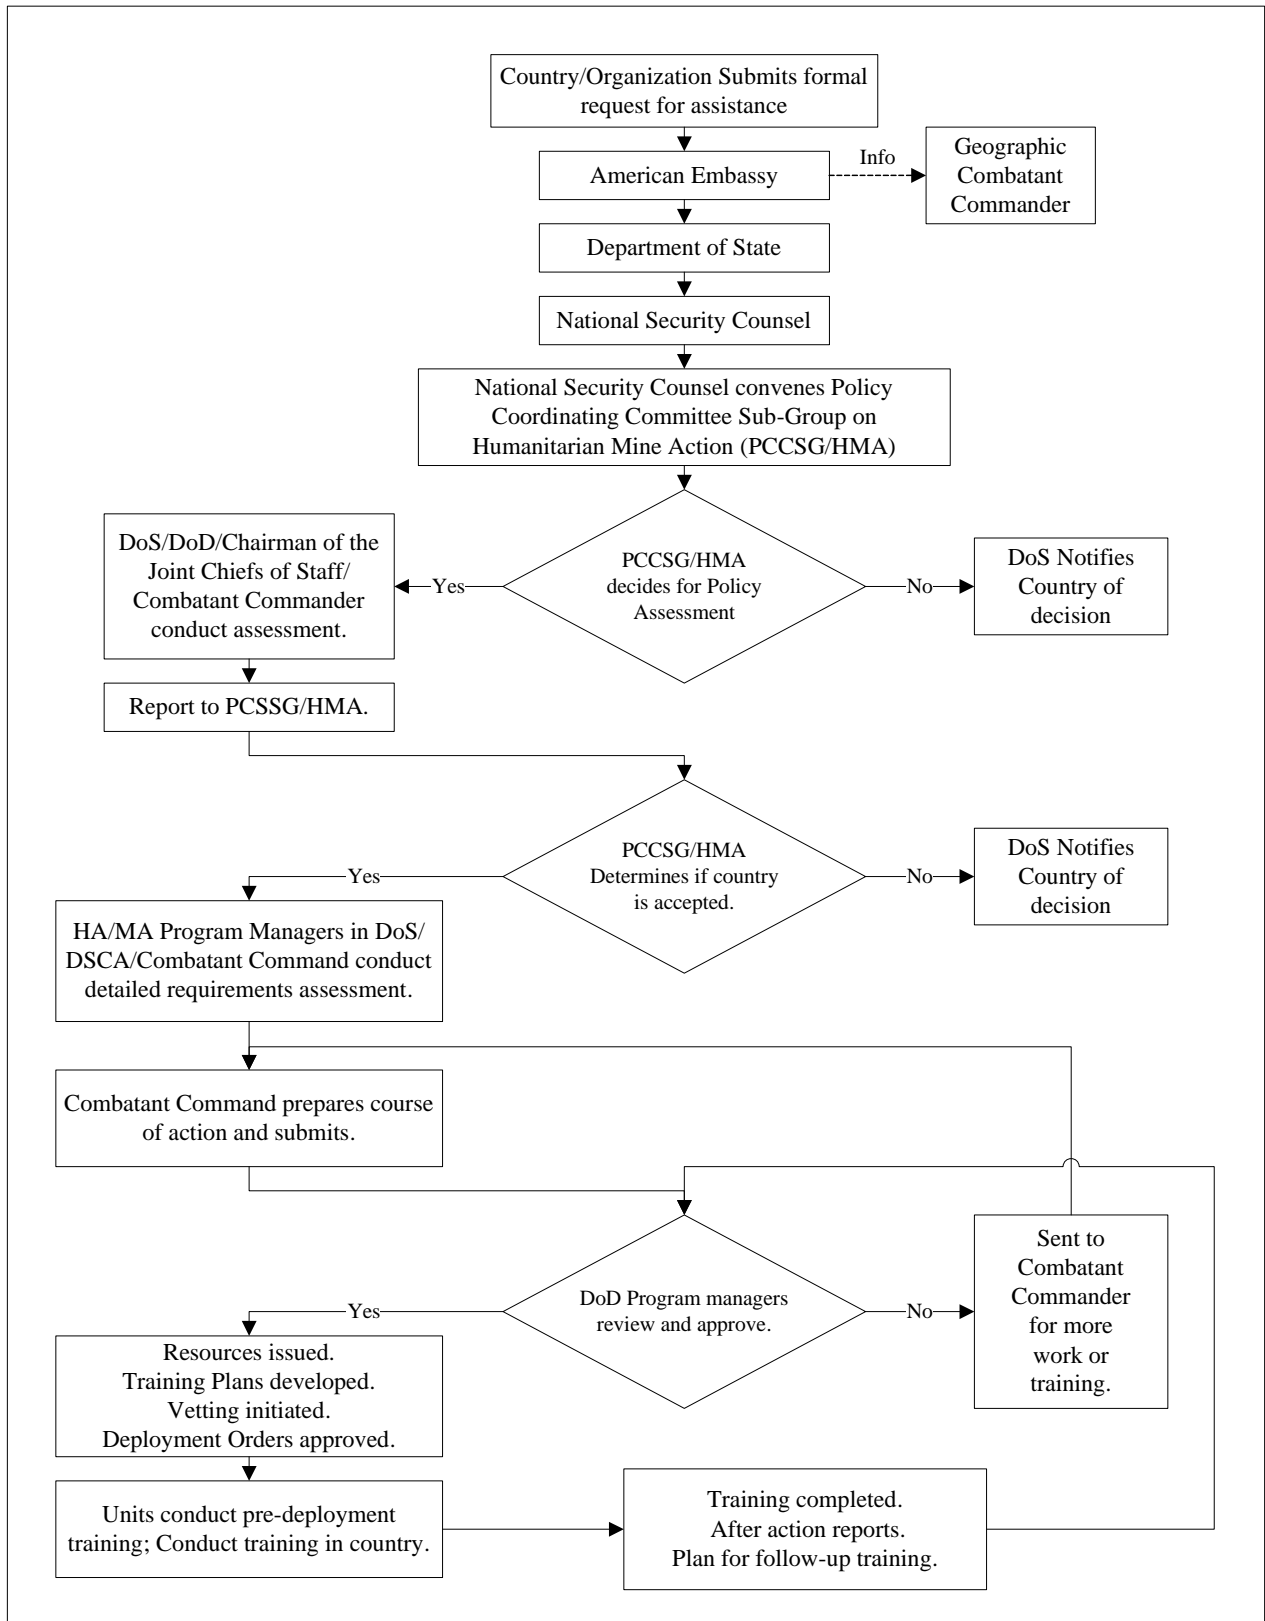 Country/Organization Submits formal
request for assistance
American Embassy
Info
Geographic
Combatant
Commander
Department of State
National Security Counsel
National Security Counsel convenes Policy
Coordinating Committee Sub-Group on
Humanitarian Mine Action (PCCSG/HMA)
DoS/DoD/Chairman of the
Joint Chiefs of Staff/
Combatant Commander
conduct assessment.
Yes
PCCSG/HMA
decides for Policy
Assessment
No
DoS Notifies
Country of
decision
Report to PCSSG/HMA.
PCCSG/HMA
Determines if country
is accepted.
Yes
No
DoS Notifies
Country of
decision
HA/MA Program Managers in DoS/
DSCA/Combatant Command conduct
detailed requirements assessment.
Combatant Command prepares course
of action and submits.
DoD Program managers
review and approve.
Yes
No
Sent to
Combatant
Commander
for more
work or
training.
Resources issued.
Training Plans developed.
Vetting initiated.
Deployment Orders approved.
Units conduct pre-deployment
training; Conduct training in country.
Training completed.
After action reports.
Plan for follow-up training.